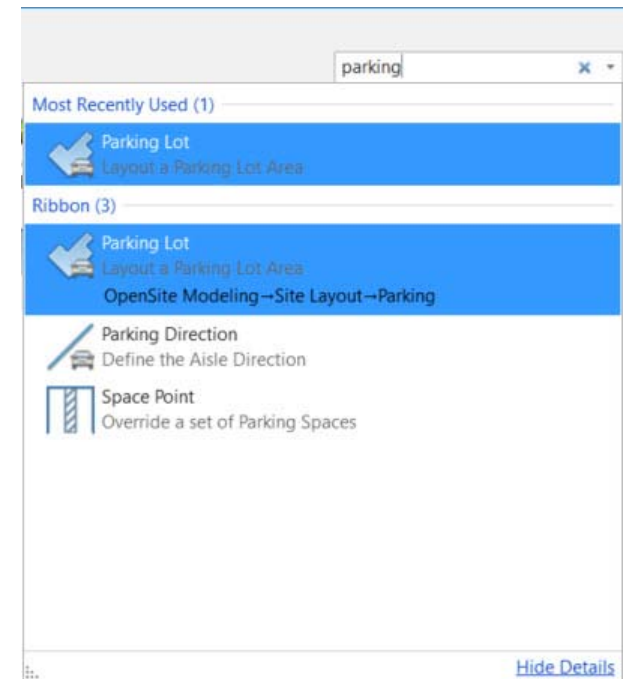 parking
Most Recently Used (1)
Parking Lot
Layout a Parking Lot Area
Ribbon (3)
Parking Lot
Layout a Parking Lot Area
OpenSite Modeling→Site Layout→Parking
Parking Direction
Define the Aisle Direction
Space Point
Override a set of Parking Spaces
Hide Details